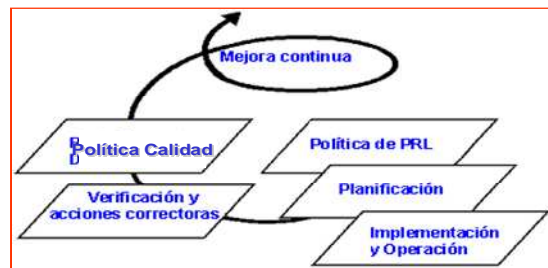 Mejora continua
Política Calidad
Política de PRL
Planificación
Verificación y
acciones correctoras
Implementación
y Operación